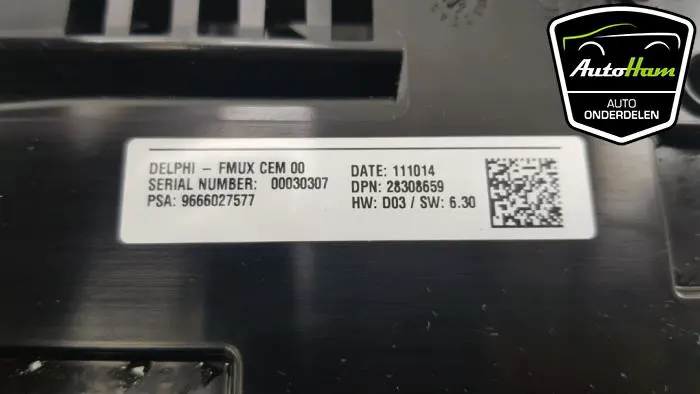 AutoHam
AUTO
ONDERDELEN
DELPHI - FMUX CEM 00
SERIAL NUMBER: 00030307
PSA: 9666027577
DATE: 111014
DPN: 28308659
HW: D03 / SW: 6.30